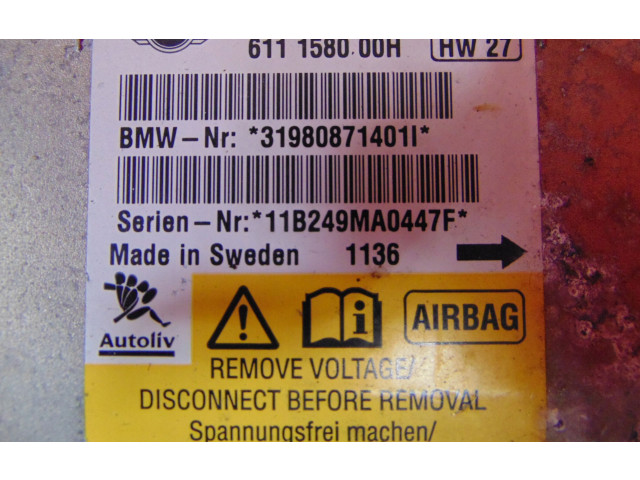 611 1580.00H HW 27
BMW-Nr: *31980871401I*
Serien-Nr:*11B249MA0447F*
Made in Sweden 1136
AIRBAG
Autoliv
REMOVE VOLTAGE/
DISCONNECT BEFORE REMOVAL
Spannungsfrei machen/